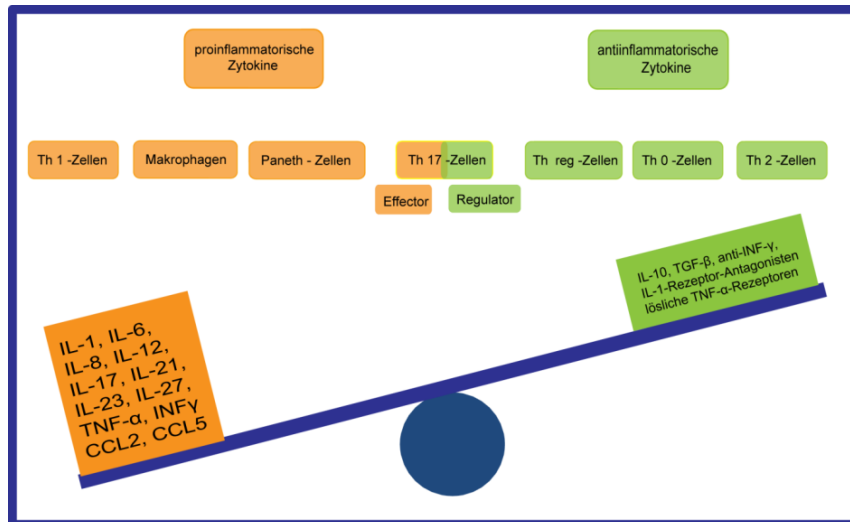 proinflammatorische
Zytokine
antiinflammatorische
Zytokine
Th 1 -Zellen
Makrophagen
Paneth - Zellen
Th 17 -Zellen
Th reg -Zellen
Th 0 -Zellen
Th 2 -Zellen
Effector
Regulator
IL-10, TGF-β, anti-INF-γ,
IL-1-Rezeptor-Antagonisten
lösliche TNF-α-Rezeptoren
IL-1, IL-6,
IL-8, IL-12,
IL-17, IL-21,
IL-23, IL-27,
TNF-α, INFγ
CCL2, CCL5